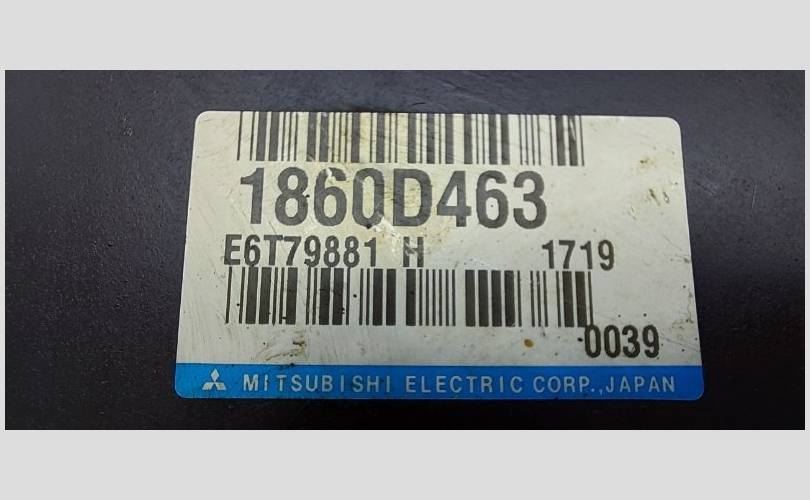 1860D463
E6T79881 H 1719
0039
MITSUBISHI ELECTRIC CORP.,JAPAN